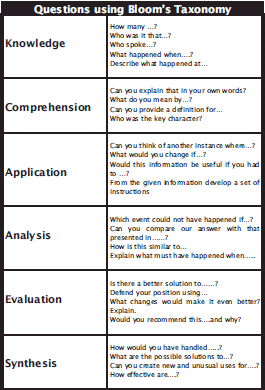 Questions using Bloom's Taxonomy
Knowledge
How many ...?
Who was it that...?
Who spoke...?
What happened when....?
Describe what happened at...
Comprehension
Can you explain that in your own words?
What do you mean by...?
Can you provide a definition for...
Who was the key character?
Application
Can you think of another instance where...?
What would you change if...?
Would this information be useful if you had
to ...?
From the given information develop a set of
instructions
Analysis
Which event could not have happened if...?
Can you compare our answer with that
presented in......?
How is this similar to...
Explain what must have happened when.....
Evaluation
Is there a better solution to......?
Defend your position using...
What changes would make it even better?
Explain.
Would you recommend this....and why?
Synthesis
How would you have handled .....?
What are the possible solutions to...?
Can you create new and unusual uses for....?
How effective are....?